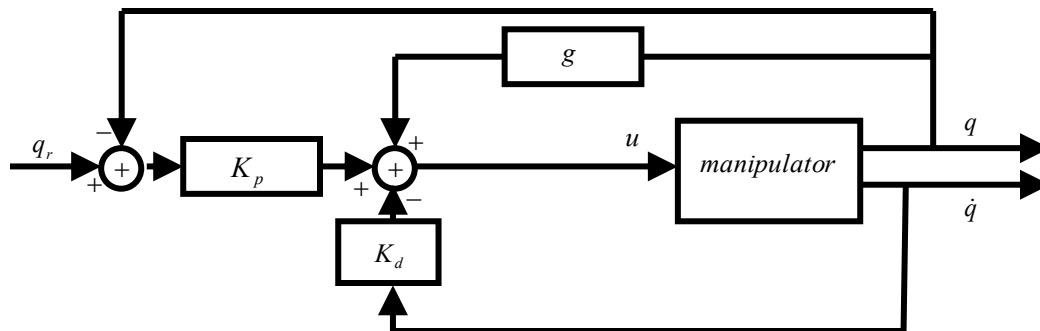 g
q_r
−
+
+
K_p
+
+
+
−
u
manipulator
q
q̇
K_d